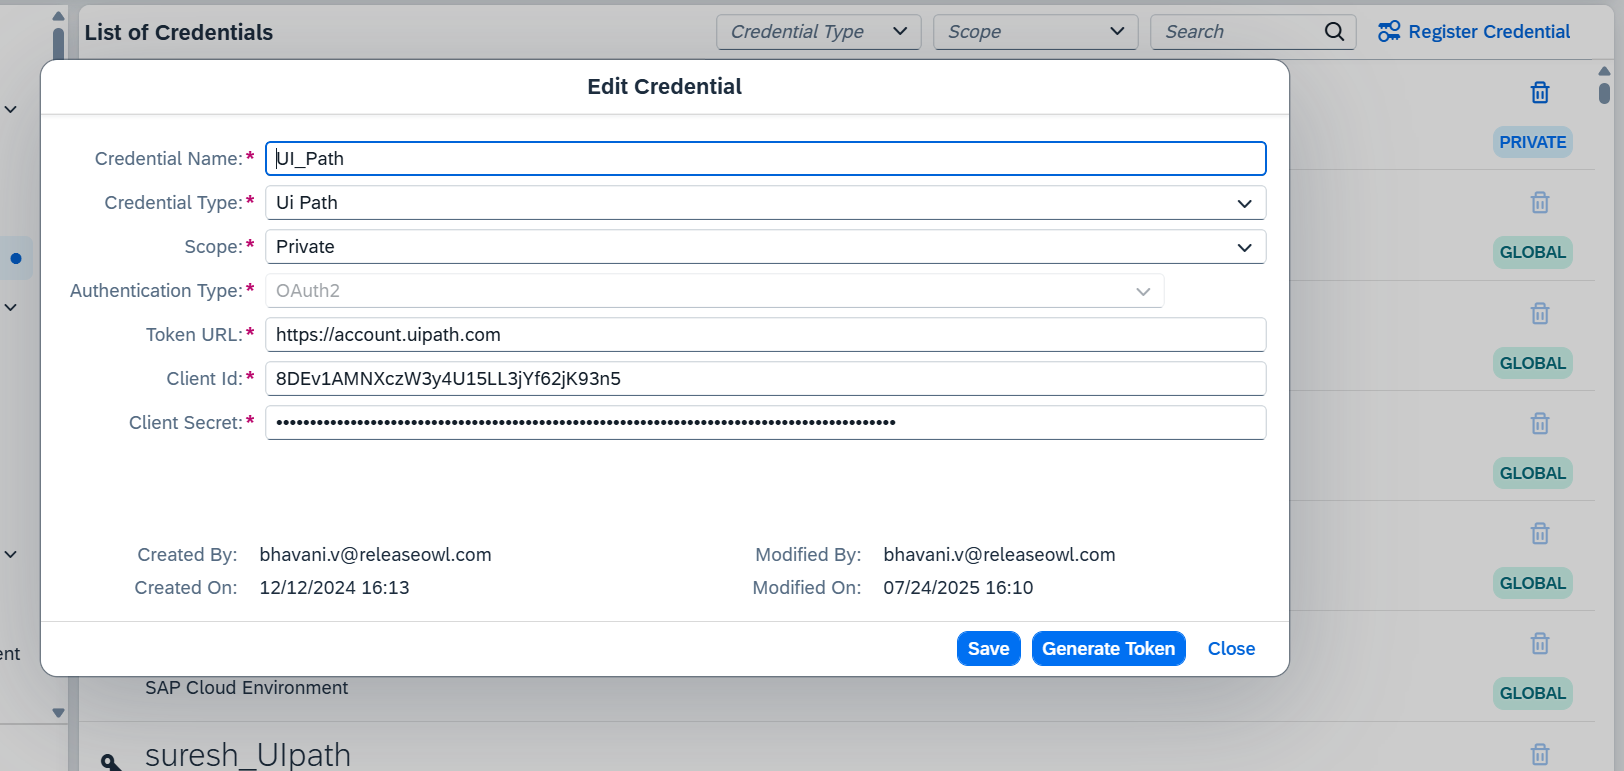 List of Credentials
Credential Type
Scope
Search
Register Credential
Edit Credential
PRIVATE
Credential Name:* UI_Path
Credential Type:* Ui Path
Scope:* Private
GLOBAL
Authentication Type:* OAuth2
Token URL:* https://account.uipath.com
GLOBAL
Client Id:* 8DEv1AMNXczW3y4U15LL3jYf62jK93n5
Client Secret:*
GLOBAL
Created By: bhavani.v@releaseowl.com
Modified By: bhavani.v@releaseowl.com
Created On: 12/12/2024 16:13
Modified On: 07/24/2025 16:10
GLOBAL
Save
Generate Token
Close
ent
SAP Cloud Environment
GLOBAL
suresh_UIpath